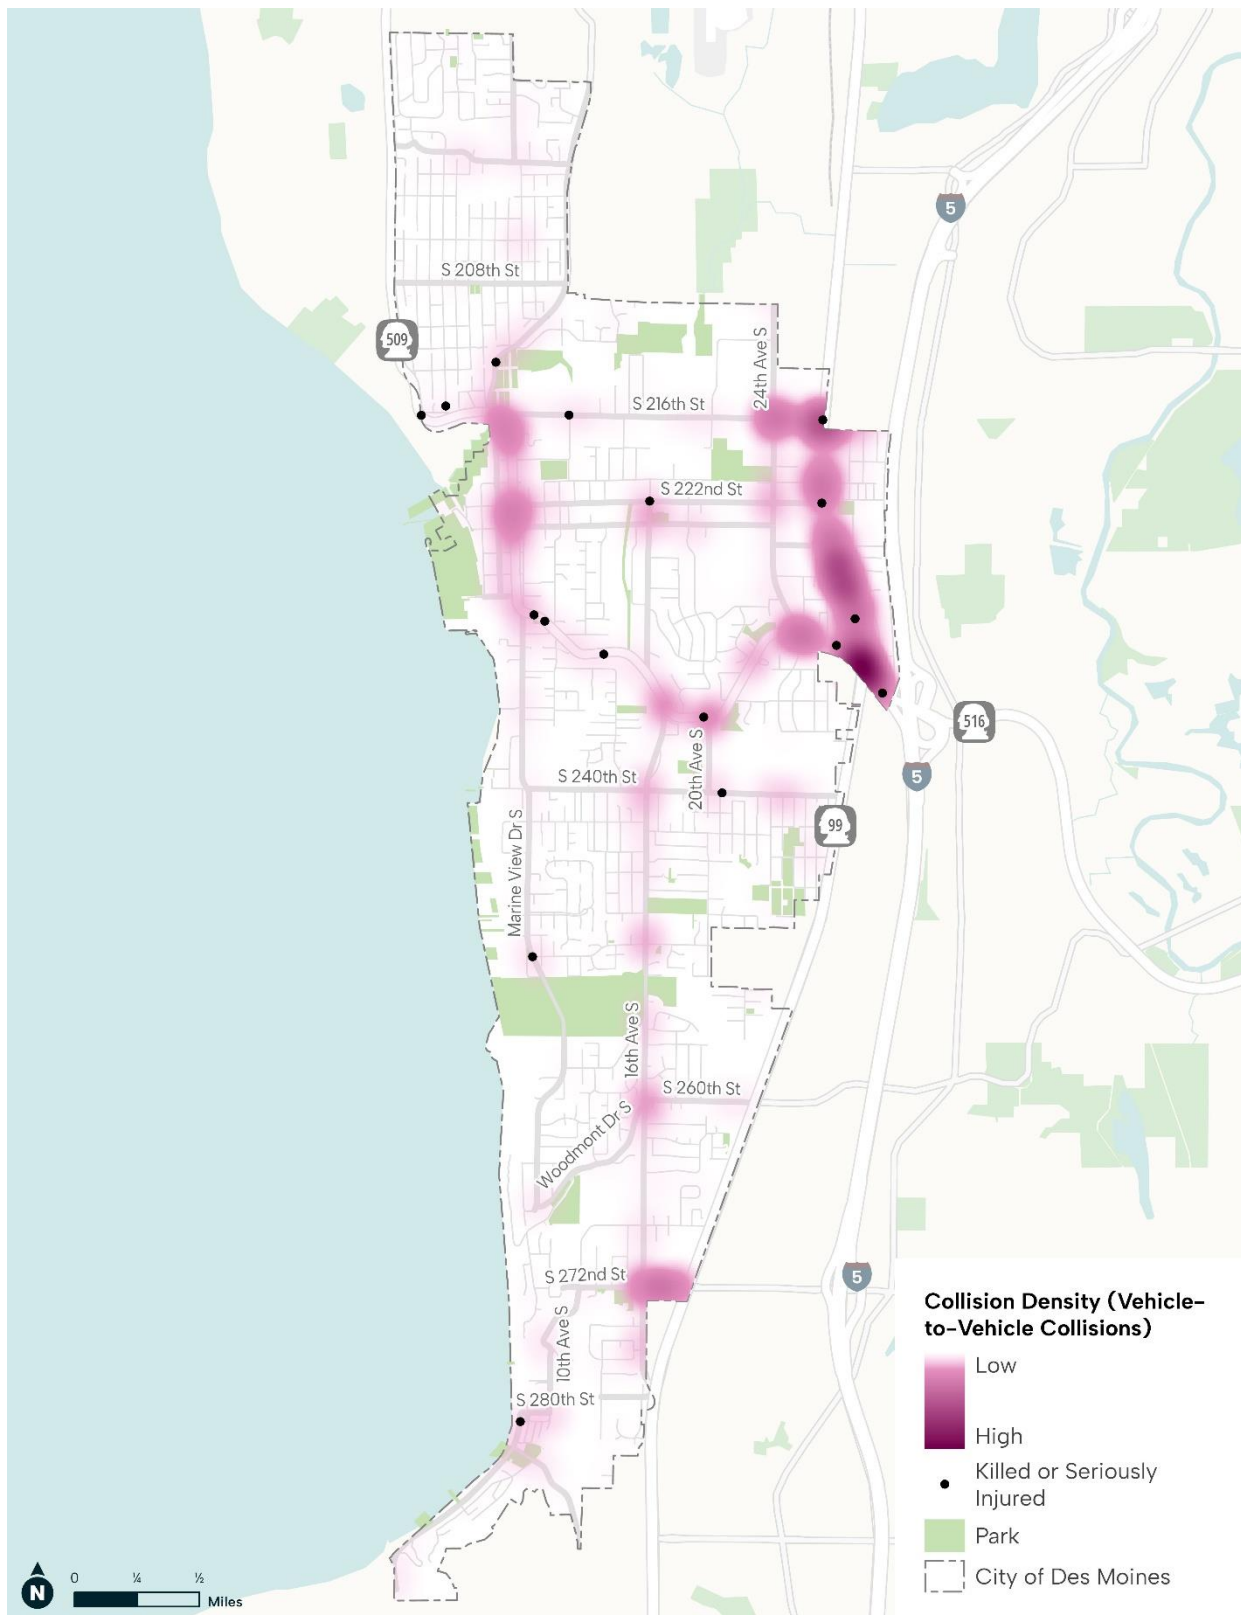 5
S 208th St
509
24th Ave S
S 216th St
S 222nd St
516
20th Ave S
S 240th St
5
99
Marine View Dr S
16th Ave S
S 260th St
Woodmont Dr S
S 272nd St
5
10th Ave S
S 280th St
Collision Density (Vehicle-
to-Vehicle Collisions)
Low
High
Killed or Seriously
Injured
Park
City of Des Moines
N
0 ¼ ½
Miles